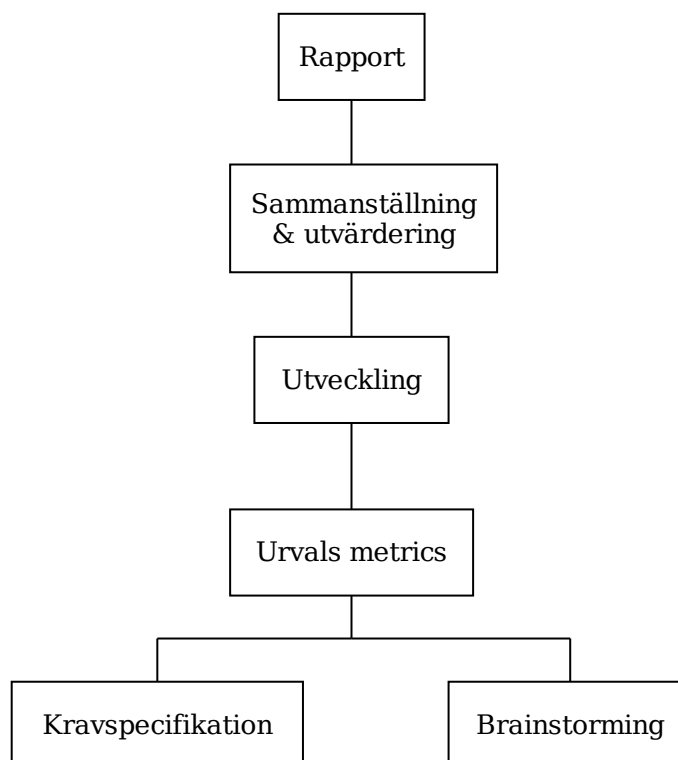 Rapport
Sammanställning
& utvärdering
Utveckling
Urvals metrics
Kravspecifikation
Brainstorming